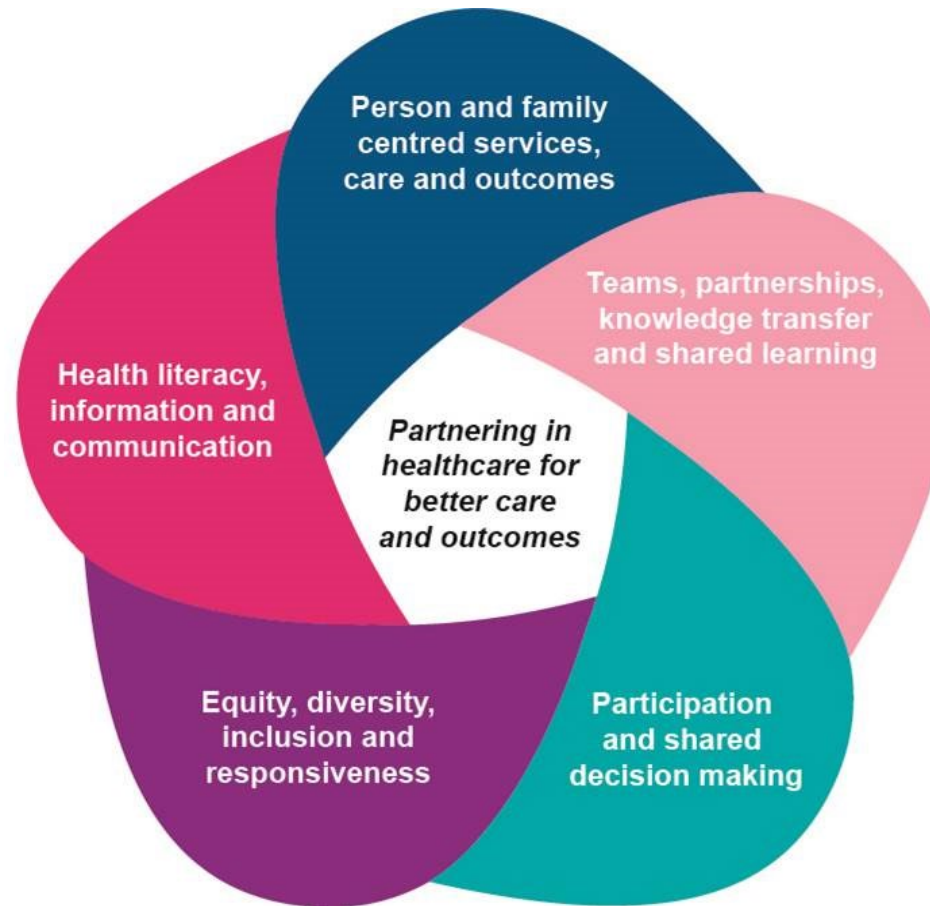 Person and family
centred services,
care and outcomes
Teams, partnerships,
knowledge transfer
and shared learning
Health literacy,
information and
communication
Partnering in
healthcare for
better care
and outcomes
Equity, diversity,
inclusion and
responsiveness
Participation
and shared
decision making